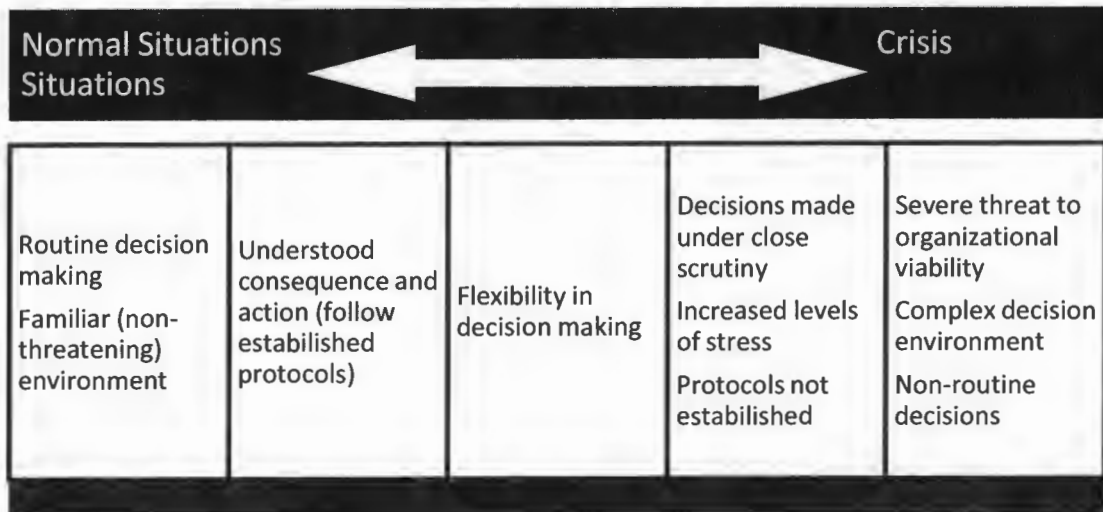 Normal Situations
Crisis
Situations
Routine decision
making
Familiar (non-
threatening)
environment
Understood
consequence and
action (follow
estabilished
protocols)
Flexibility in
decision making
Decisions made
under close
scrutiny
Increased levels
of stress
Protocols not
estabilished
Severe threat to
organizational
viability
Complex decision
environment
Non-routine
decisions